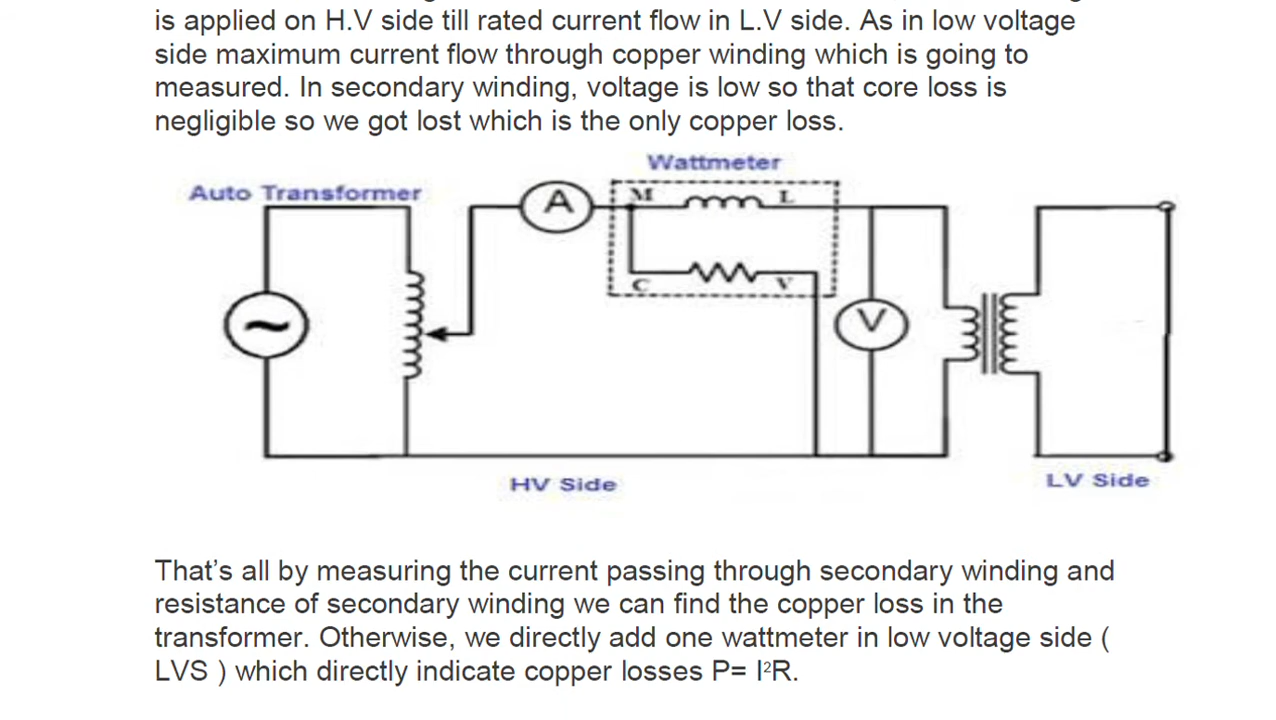 is applied on H.V side till rated current flow in L.V side. As in low voltage
side maximum current flow through copper winding which is going to
measured. In secondary winding, voltage is low so that core loss is
negligible so we got lost which is the only copper loss.
Wattmeter
Auto Transformer
A
M
L
C
V
V
HV Side
LV Side
That's all by measuring the current passing through secondary winding and
resistance of secondary winding we can find the copper loss in the
transformer. Otherwise, we directly add one wattmeter in low voltage side (
LVS ) which directly indicate copper losses P= I²R.